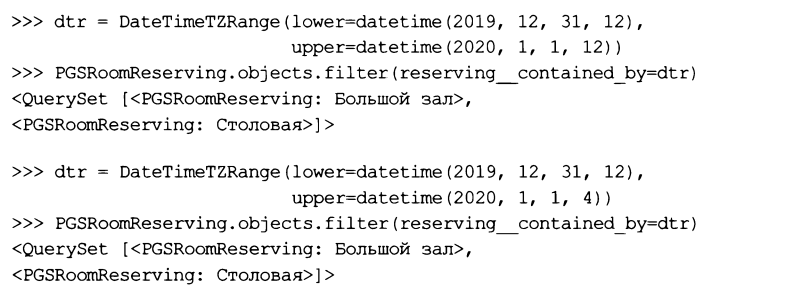 >>> dtr = DateTimeTZRange(lower=datetime(2019, 12, 31, 12),
upper=datetime(2020, 1, 1, 12))
>>> PGSRoomReserving.objects.filter(reserving__contained_by=dtr)
<QuerySet [<PGSRoomReserving: Большой зал>,
<PGSRoomReserving: Столовая>]>
>>> dtr = DateTimeTZRange(lower=datetime(2019, 12, 31, 12),
upper=datetime(2020, 1, 1, 4))
>>> PGSRoomReserving.objects.filter(reserving__contained_by=dtr)
<QuerySet [<PGSRoomReserving: Большой зал>,
<PGSRoomReserving: Столовая>]>